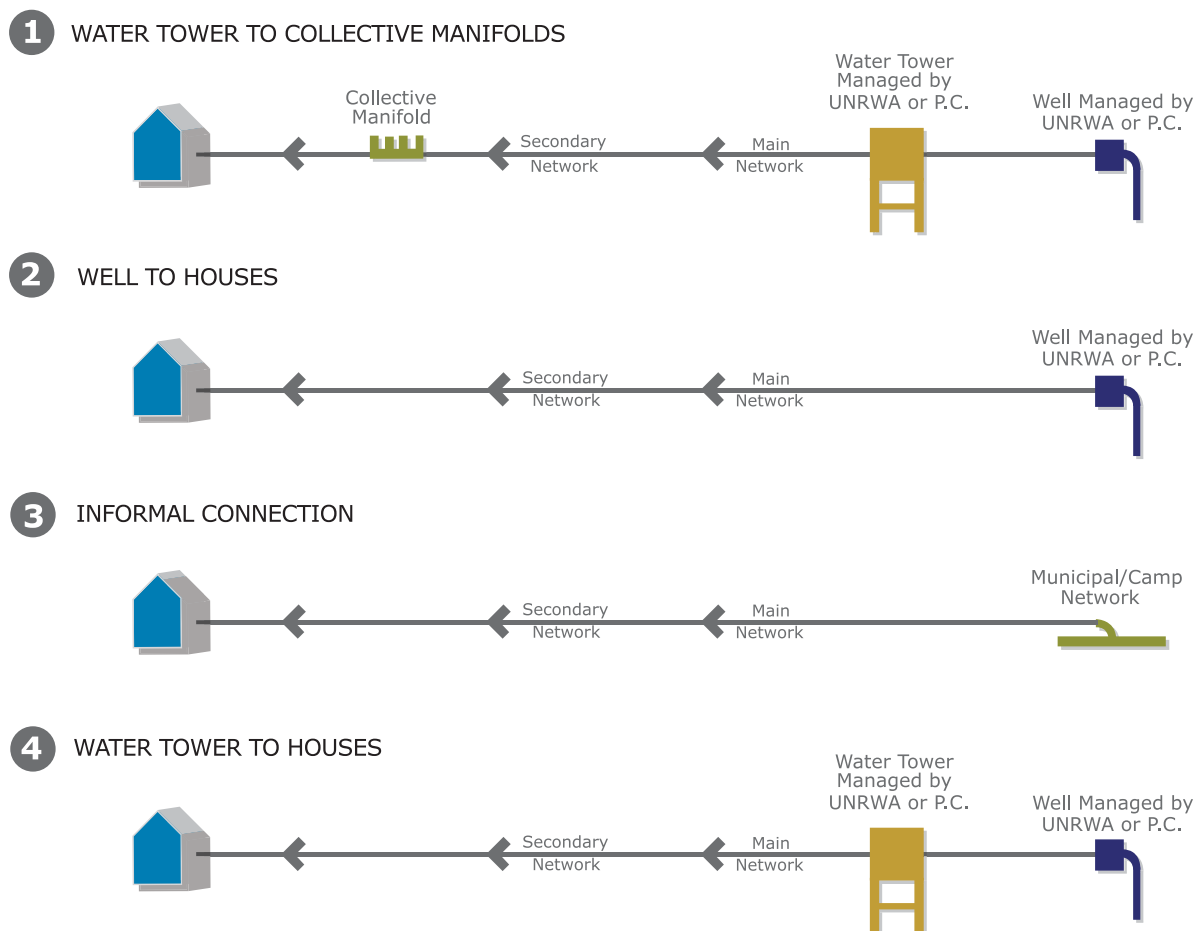 1 WATER TOWER TO COLLECTIVE MANIFOLDS
Collective
Manifold
Secondary
Network
Main
Network
Water Tower
Managed by
UNRWA or P.C.
Well Managed by
UNRWA or P.C.
2 WELL TO HOUSES
Secondary
Network
Main
Network
Well Managed by
UNRWA or P.C.
3 INFORMAL CONNECTION
Secondary
Network
Main
Network
Municipal/Camp
Network
4 WATER TOWER TO HOUSES
Secondary
Network
Main
Network
Water Tower
Managed by
UNRWA or P.C.
Well Managed by
UNRWA or P.C.